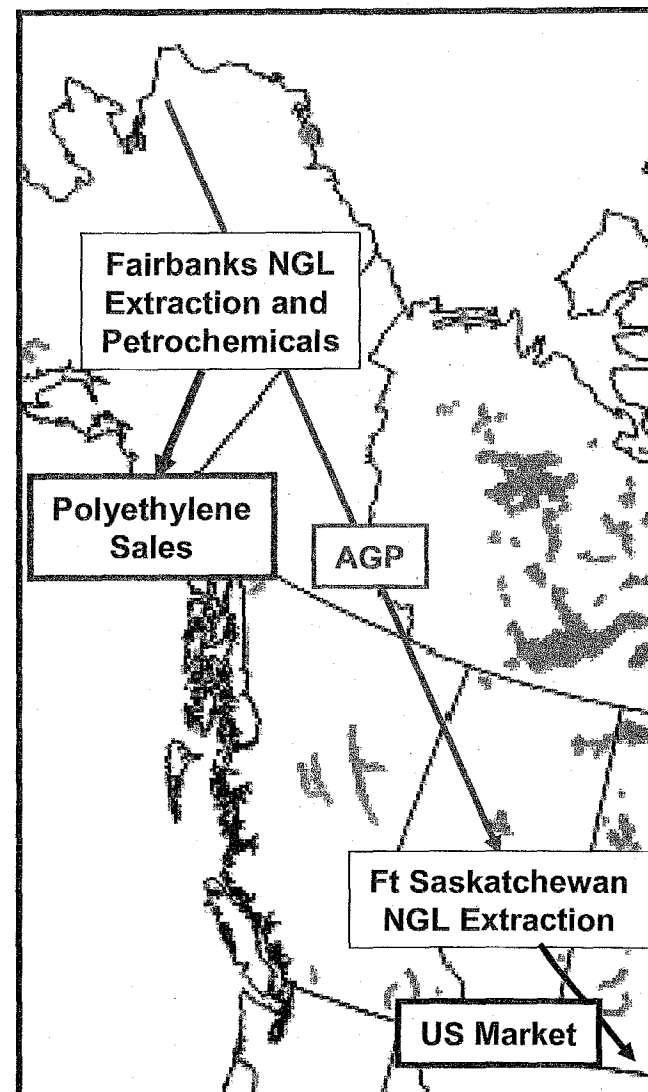 Fairbanks NGL
Extraction and
Petrochemicals
Polyethylene
Sales
AGP
Ft Saskatchewan
NGL Extraction
US Market